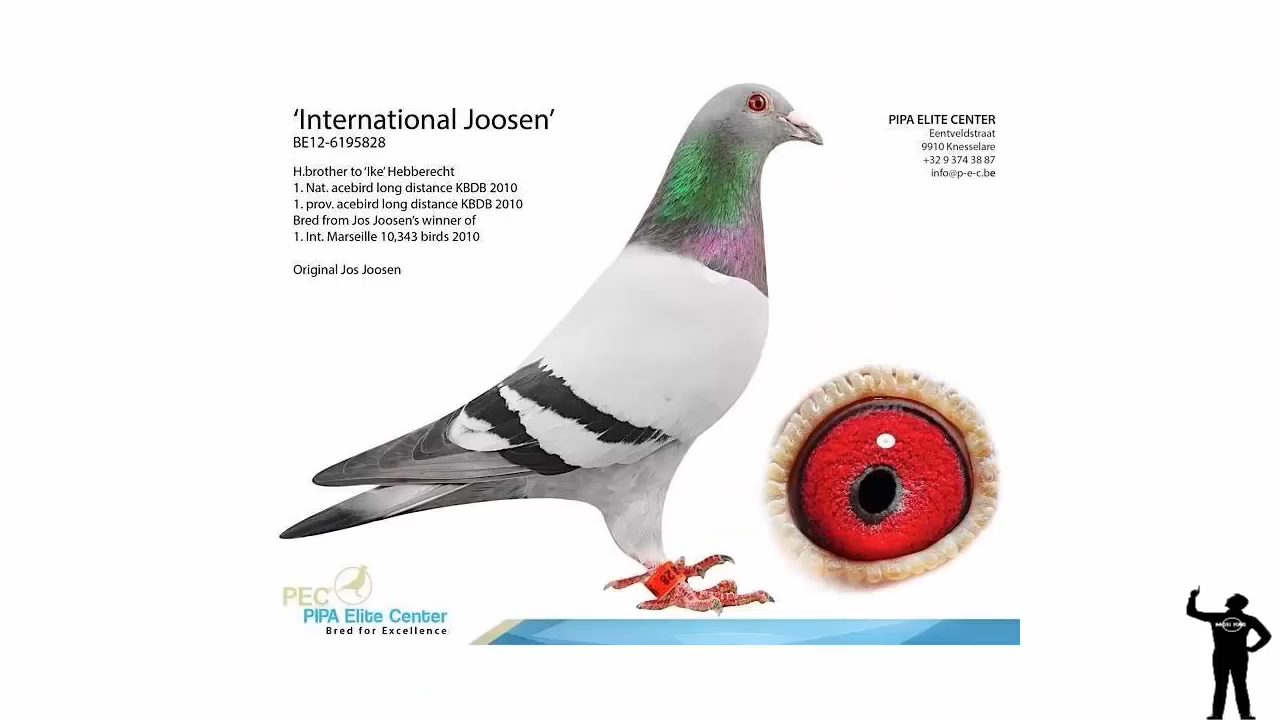 'International Joosen'
BE12-6195828
H.brother to 'Ike' Hebberecht
1. Nat. acebird long distance KBDB 2010
1. prov. acebird long distance KBDB 2010
Bred from Jos Joosen's winner of
1. Int. Marseille 10,343 birds 2010
Original Jos Joosen
PIPA ELITE CENTER
Eentveldstraat
9910 Knesselare
+32 9 374 38 87
info@p-e-c.be
828
PEC®
PiPA Elite Center
Bred for Excellence